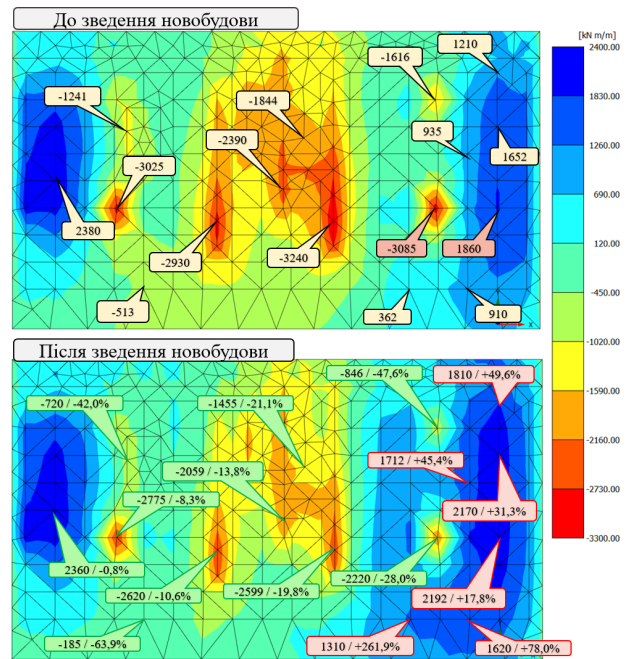 До зведення новобудови
1210
[kN m/m]
-1616
2400.00
-1241
-1844
1830.00
935
-2390
1652
1260.00
-3025
690.00
2380
-2930
-3240
-3085
1860
120.00
-513
362
910
-450.00
Після зведення новобудови
-846 / -47,6%
1810 / +49,6%
-1020.00
-720 / -42,0%
-1455 / -21,1%
-1590.00
-2059 / -13,8%
1712 / +45,4%
-2160.00
-2775 / -8,3%
2170 / +31,3%
-2730.00
2360 / -0,8%
-2620 / -10,6%
-2599 / -19,8%
-2220 / -28,0%
2192 / +17,8%
-3300.00
-185 / -63,9%
1310 / +261,9%
1620 / +78,0%